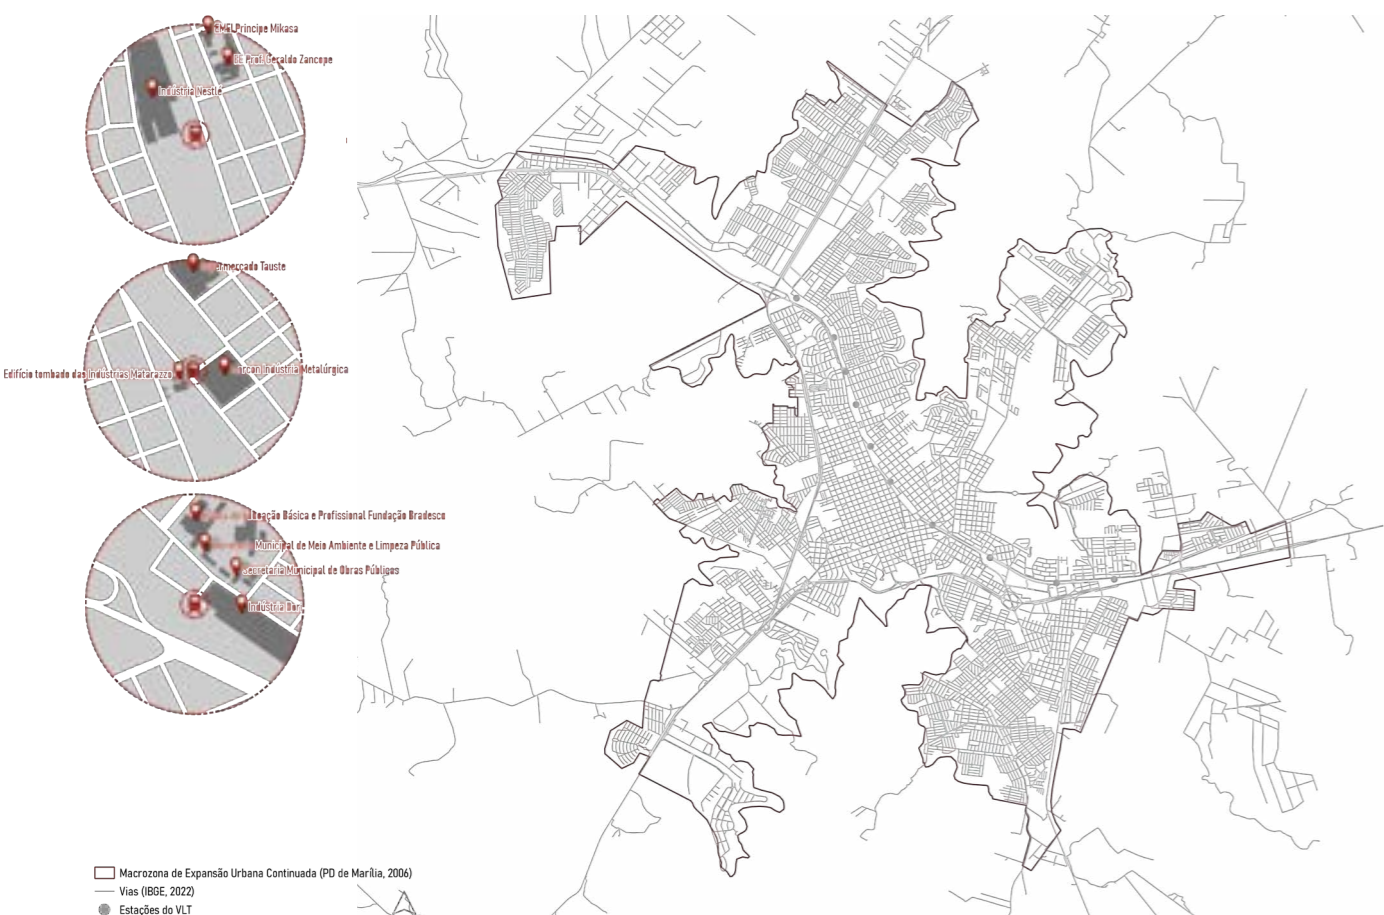 EMEI Príncipe Mikasa
EE Prof. Geraldo Zancope
Indústria Nestlé
Tauste
Edifício tombado das Indústrias Matarazzo
Indústria Metalúrgica
Básica e Profissional Fundação Bradesco
Municipal de Meio Ambiente e Limpeza Pública
Secretaria Municipal de Obras Públicas
Indústria Dori
Macrozona de Expansão Urbana Continuada (PD de Marília, 2006)
Vias (IBGE, 2022)
Estações do VLT